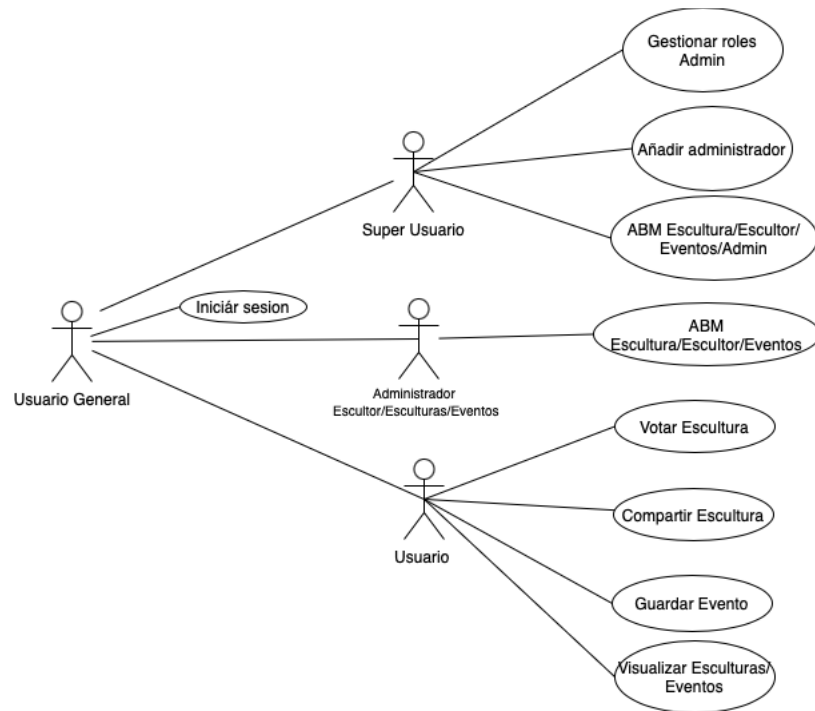 Gestionar roles
Admin
Añadir administrador
Super Usuario
ABM Escultura/Escultor/
Eventos/Admin
Iniciár sesion
ABM
Escultura/Escultor/Eventos
Usuario General
Administrador
Escultor/Esculturas/Eventos
Votar Escultura
Compartir Escultura
Usuario
Guardar Evento
Visualizar Esculturas/
Eventos